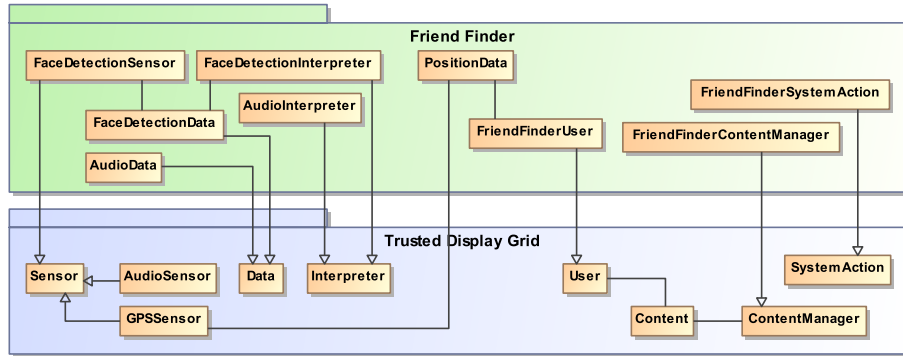 Friend Finder
FaceDetectionSensor
FaceDetectionInterpreter
PositionData
FriendFinderSystemAction
AudioInterpreter
FaceDetectionData
FriendFinderUser
FriendFinderContentManager
AudioData
Trusted Display Grid
Sensor
AudioSensor
Data
Interpreter
User
SystemAction
GPSSensor
Content
ContentManager